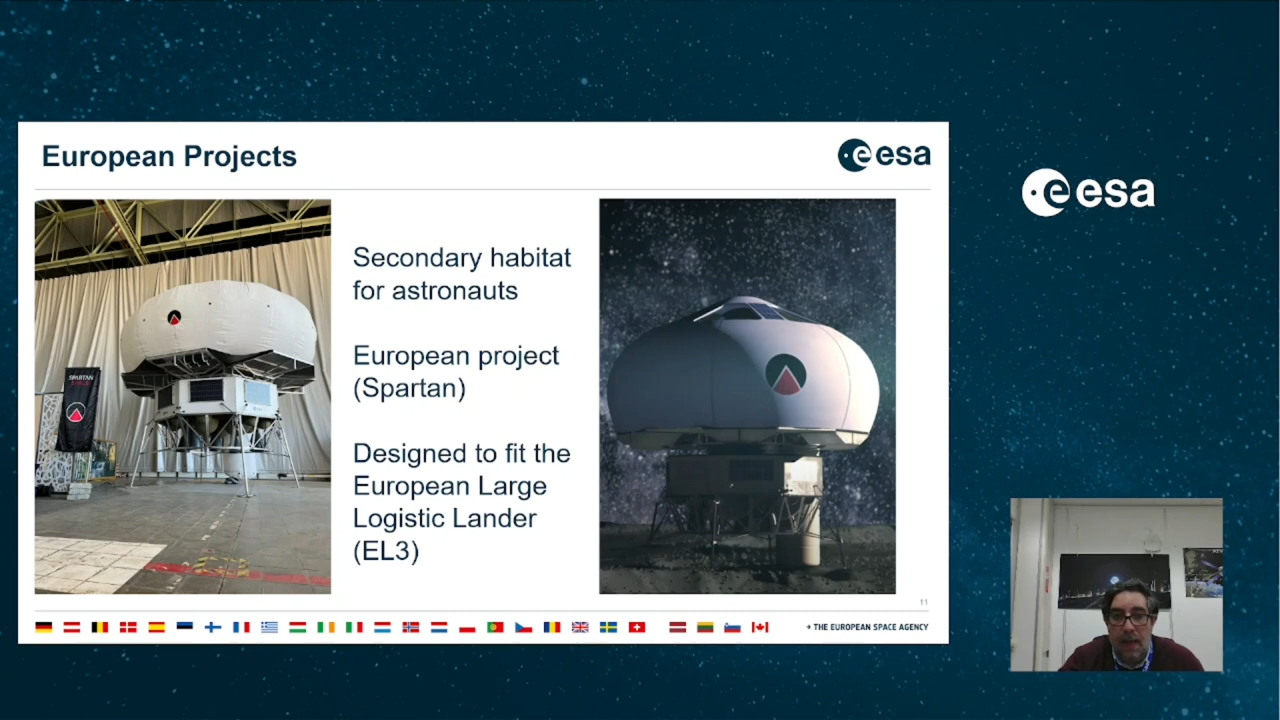 European Projects
esa
esa
SPARTAN
Secondary habitat
for astronauts
European project
(Spartan)
Designed to fit the
European Large
Logistic Lander
(EL3)
11
→ THE EUROPEAN SPACE AGENCY